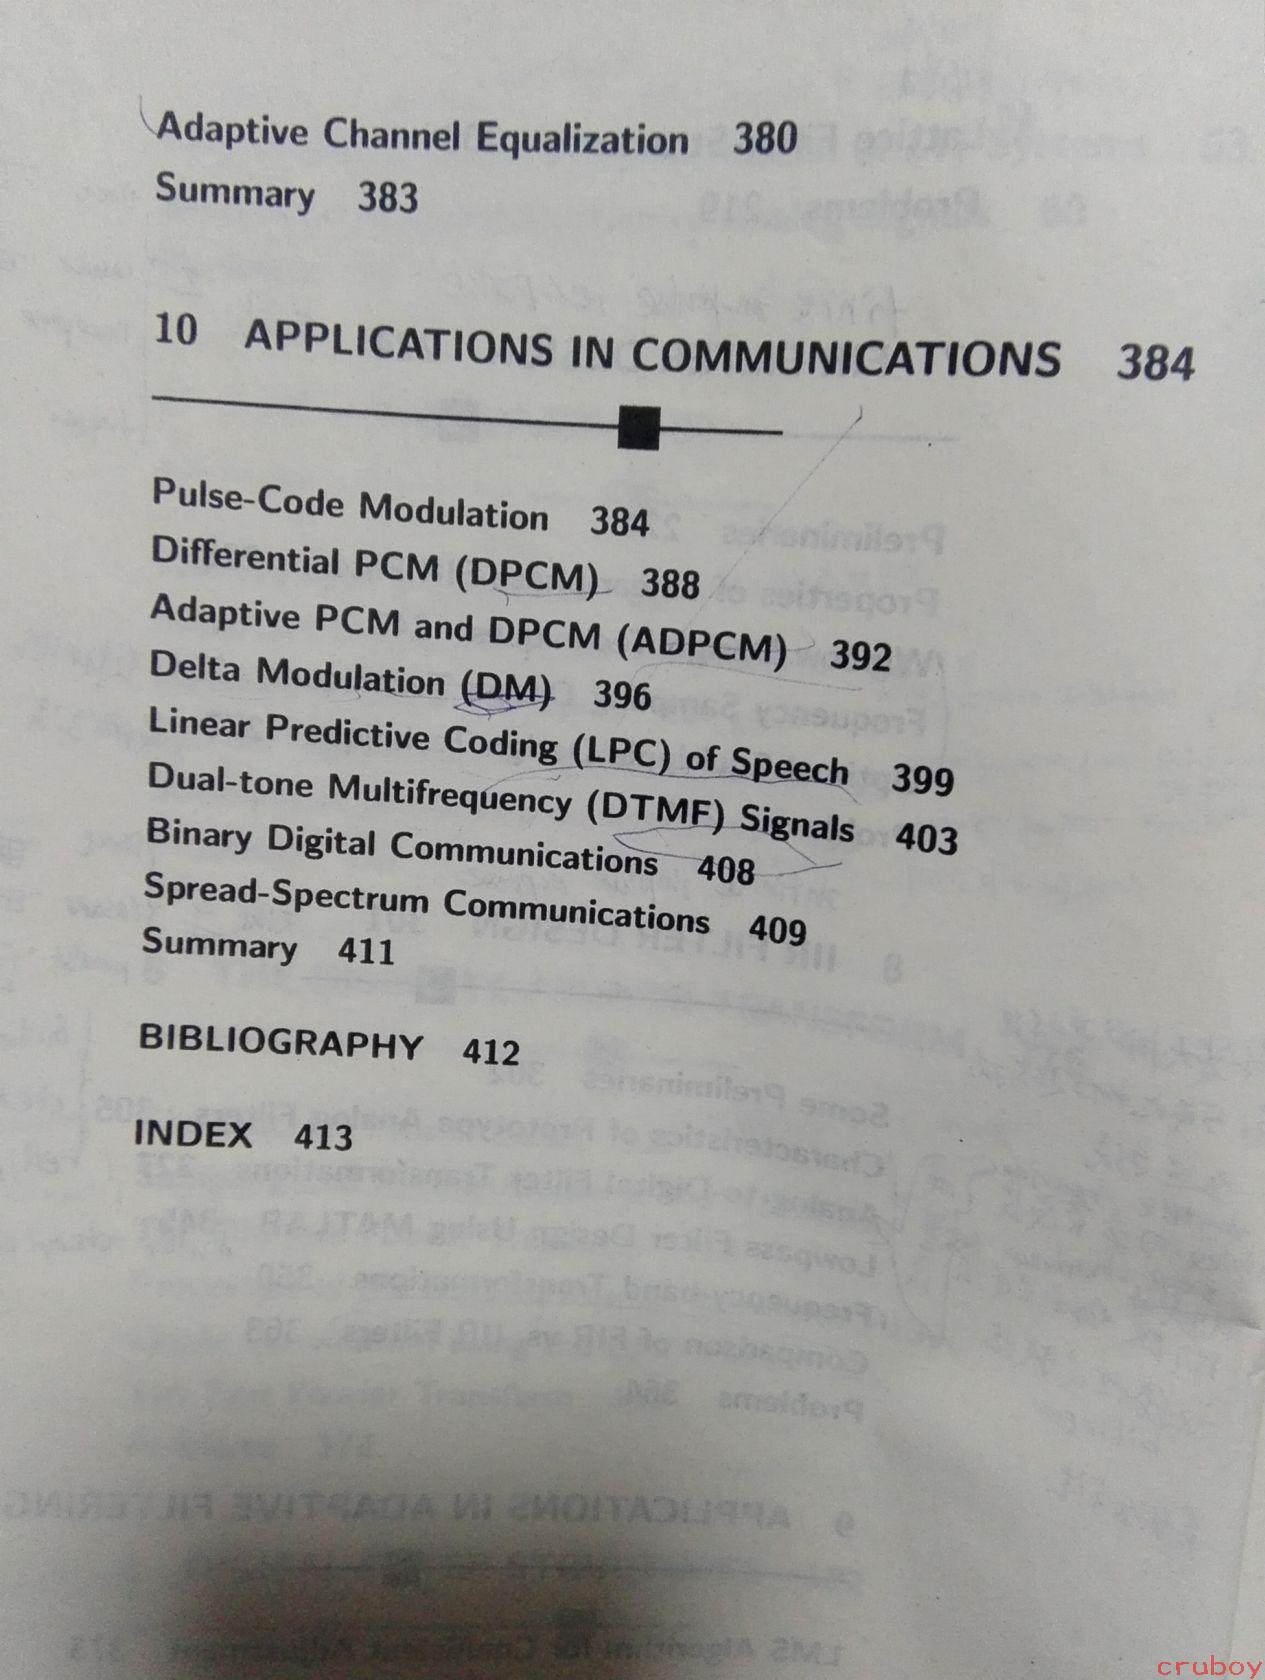 Adaptive Channel Equalization 380
Summary 383
10 APPLICATIONS IN COMMUNICATIONS 384
Pulse-Code Modulation 384
Differential PCM (DPCM) 388
Adaptive PCM and DPCM (ADPCM) 392
Delta Modulation (DM) 396
Linear Predictive Coding (LPC) of Speech 399
Dual-tone Multifrequency (DTMF) Signals 403
Binary Digital Communications 408
Spread-Spectrum Communications 409
Summary 411
BIBLIOGRAPHY 412
INDEX 413
cruboy